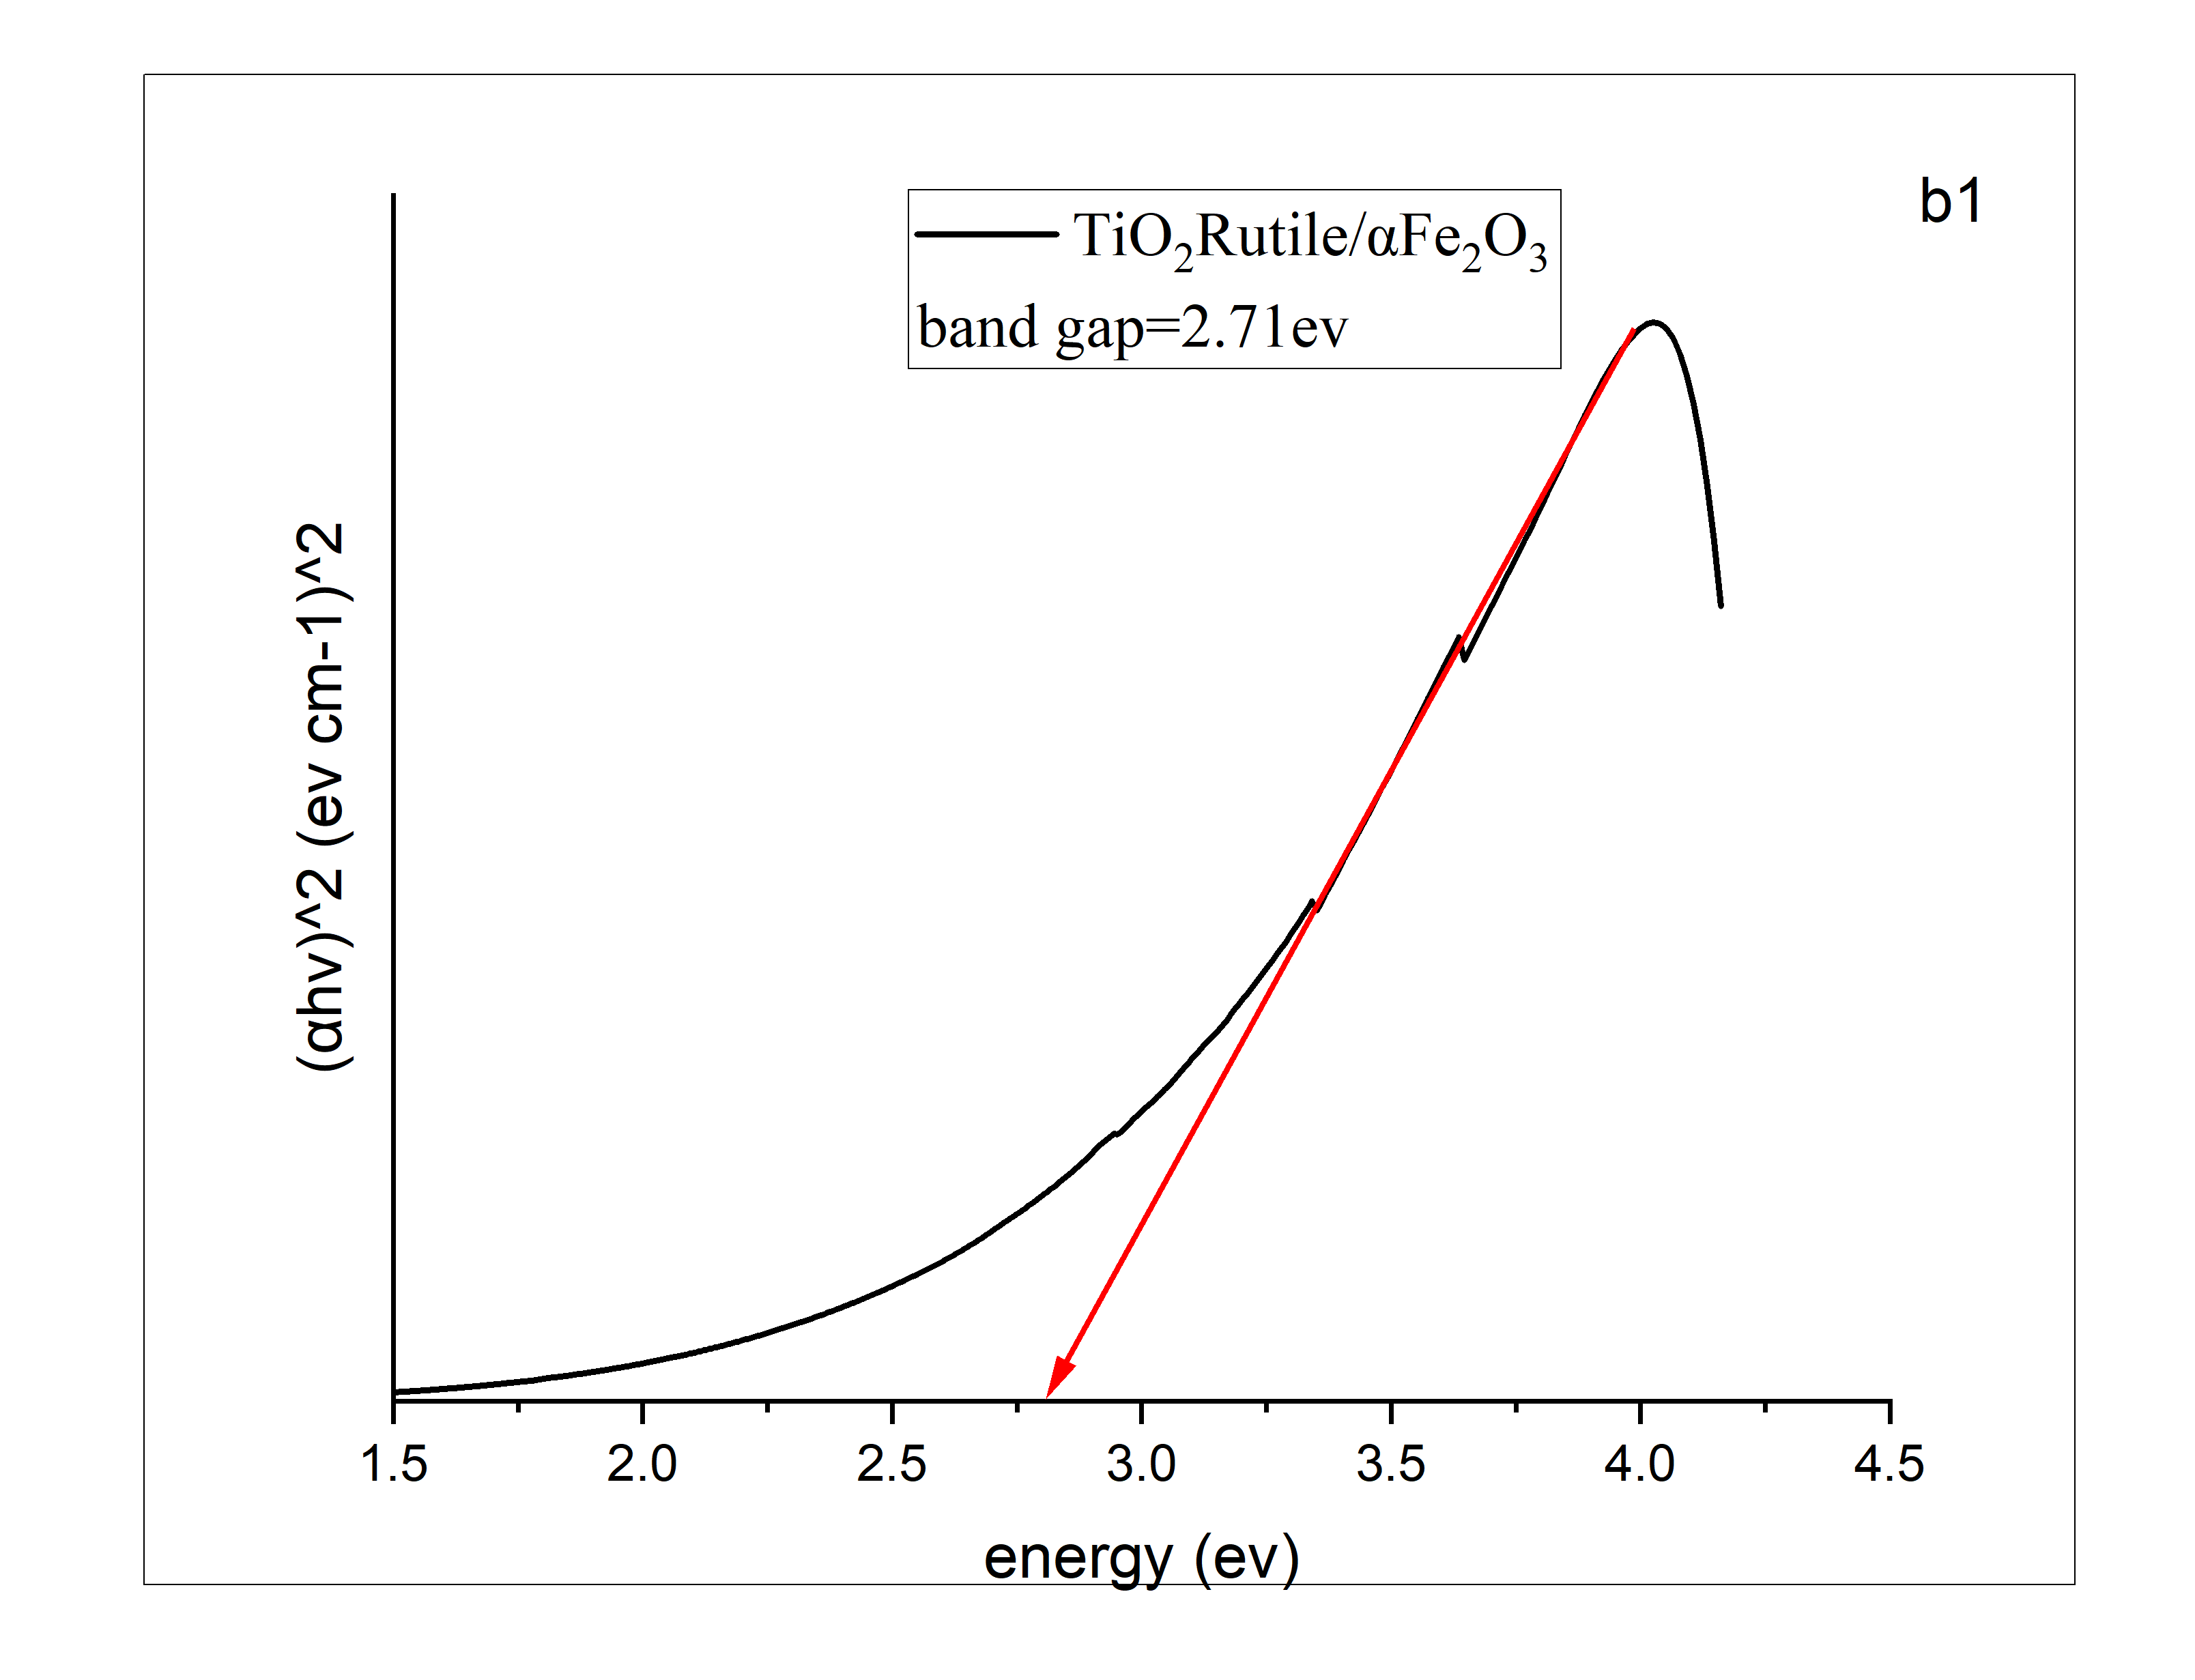 b1
TiO₂Rutile/αFe₂O₃
band gap=2.71ev
(αhv)^2 (ev cm-1)^2
1.5 2.0 2.5 3.0 3.5 4.0 4.5
energy (ev)